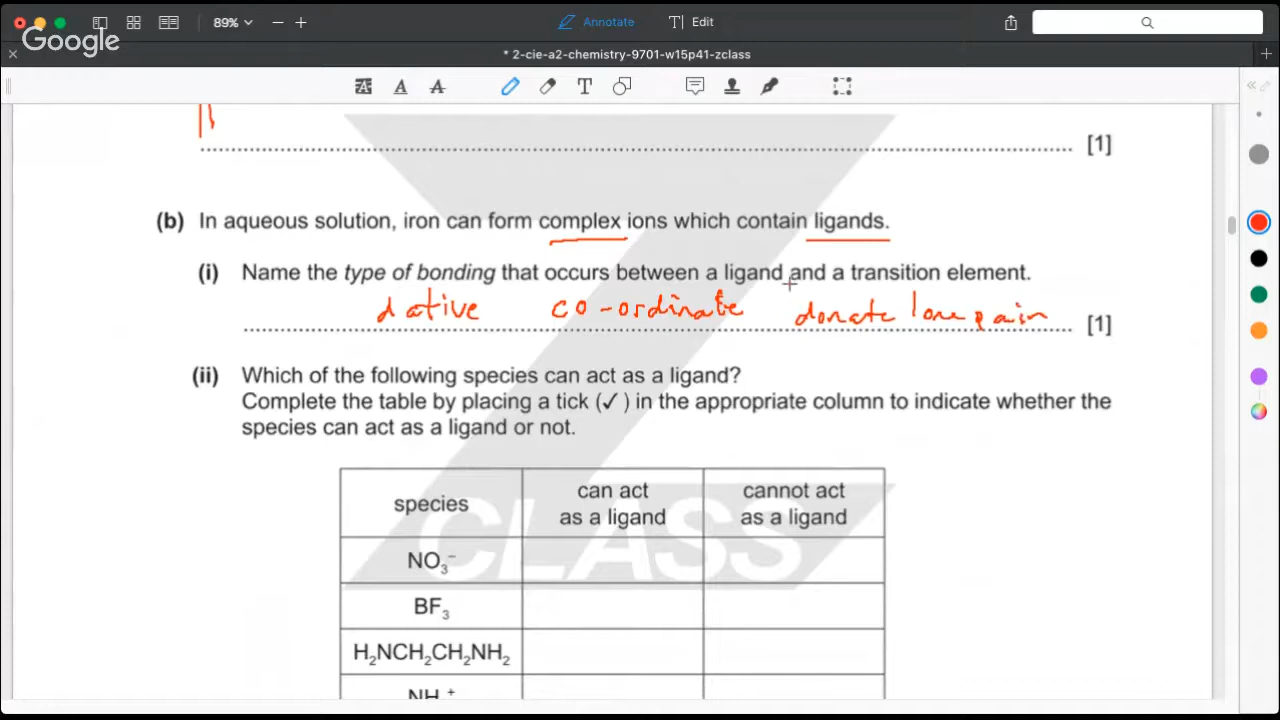 89%
Annotate
Edit
Google
* 2-cie-a2-chemistry-9701-w15p41-zclass
[1]
(b) In aqueous solution, iron can form complex ions which contain ligands.
(i) Name the type of bonding that occurs between a ligand and a transition element.
dative co-ordinate donate lone pair
[1]
(ii) Which of the following species can act as a ligand?
Complete the table by placing a tick (✓) in the appropriate column to indicate whether the
species can act as a ligand or not.
species can act as a ligand cannot act as a ligand
NO₃⁻
BF₃
H₂NCH₂CH₂NH₂
CLASS